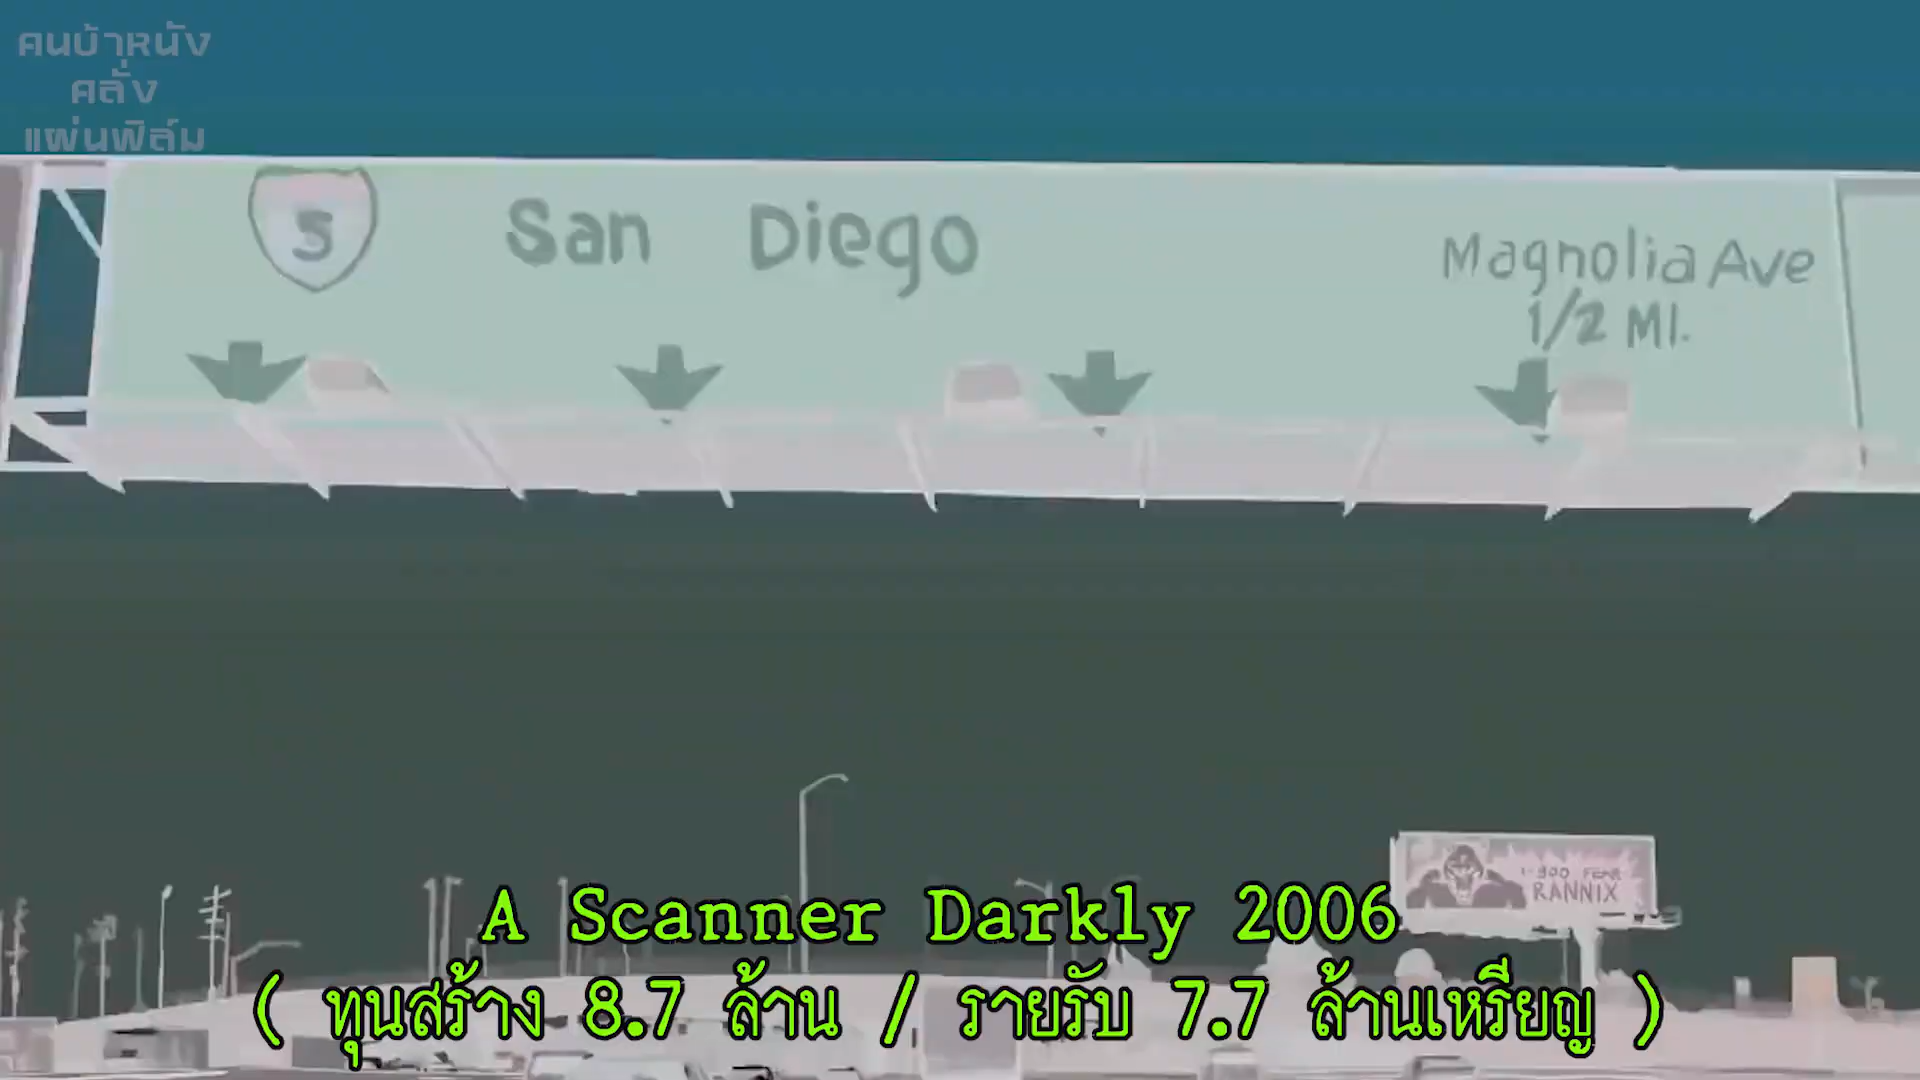 คนบ้าหนัง
คลั่ง
แผ่นฟิล์ม
5 San Diego
Magnolia Ave
1/2 MI.
RANNIX
A Scanner Darkly 2006
( ทุนสร้าง 8.7 ล้าน / รายรับ 7.7 ล้านเหรียญ )